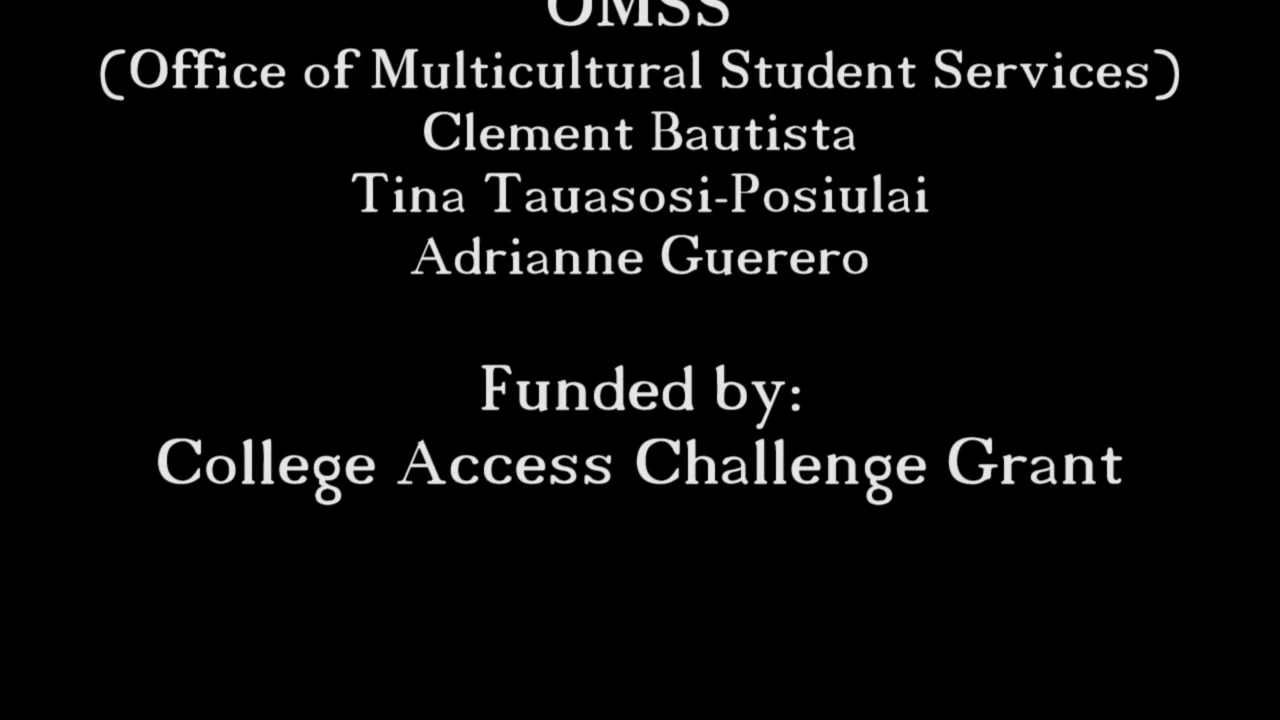 OMSS
(Office of Multicultural Student Services)
Clement Bautista
Tina Tauasosi-Posiulai
Adrianne Guerero
Funded by:
College Access Challenge Grant